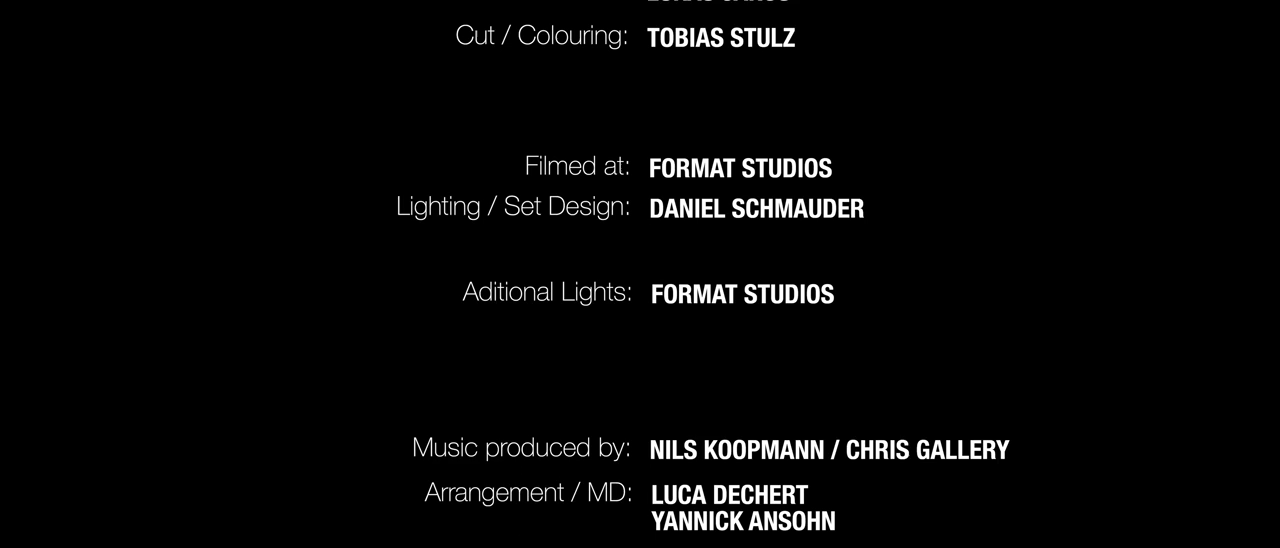 Cut / Colouring: TOBIAS STULZ
Filmed at: FORMAT STUDIOS
Lighting / Set Design: DANIEL SCHMAUDER
Aditional Lights: FORMAT STUDIOS
Music produced by: NILS KOOPMANN / CHRIS GALLERY
Arrangement / MD: LUCA DECHERT
YANNICK ANSOHN